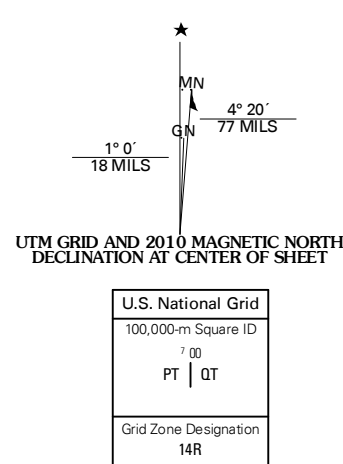 ★
MN
4° 20´
77 MILS
GN
1° 0´
18 MILS
UTM GRID AND 2010 MAGNETIC NORTH
DECLINATION AT CENTER OF SHEET
U.S. National Grid
100,000-m Square ID
7 00
PT | QT
Grid Zone Designation
14R